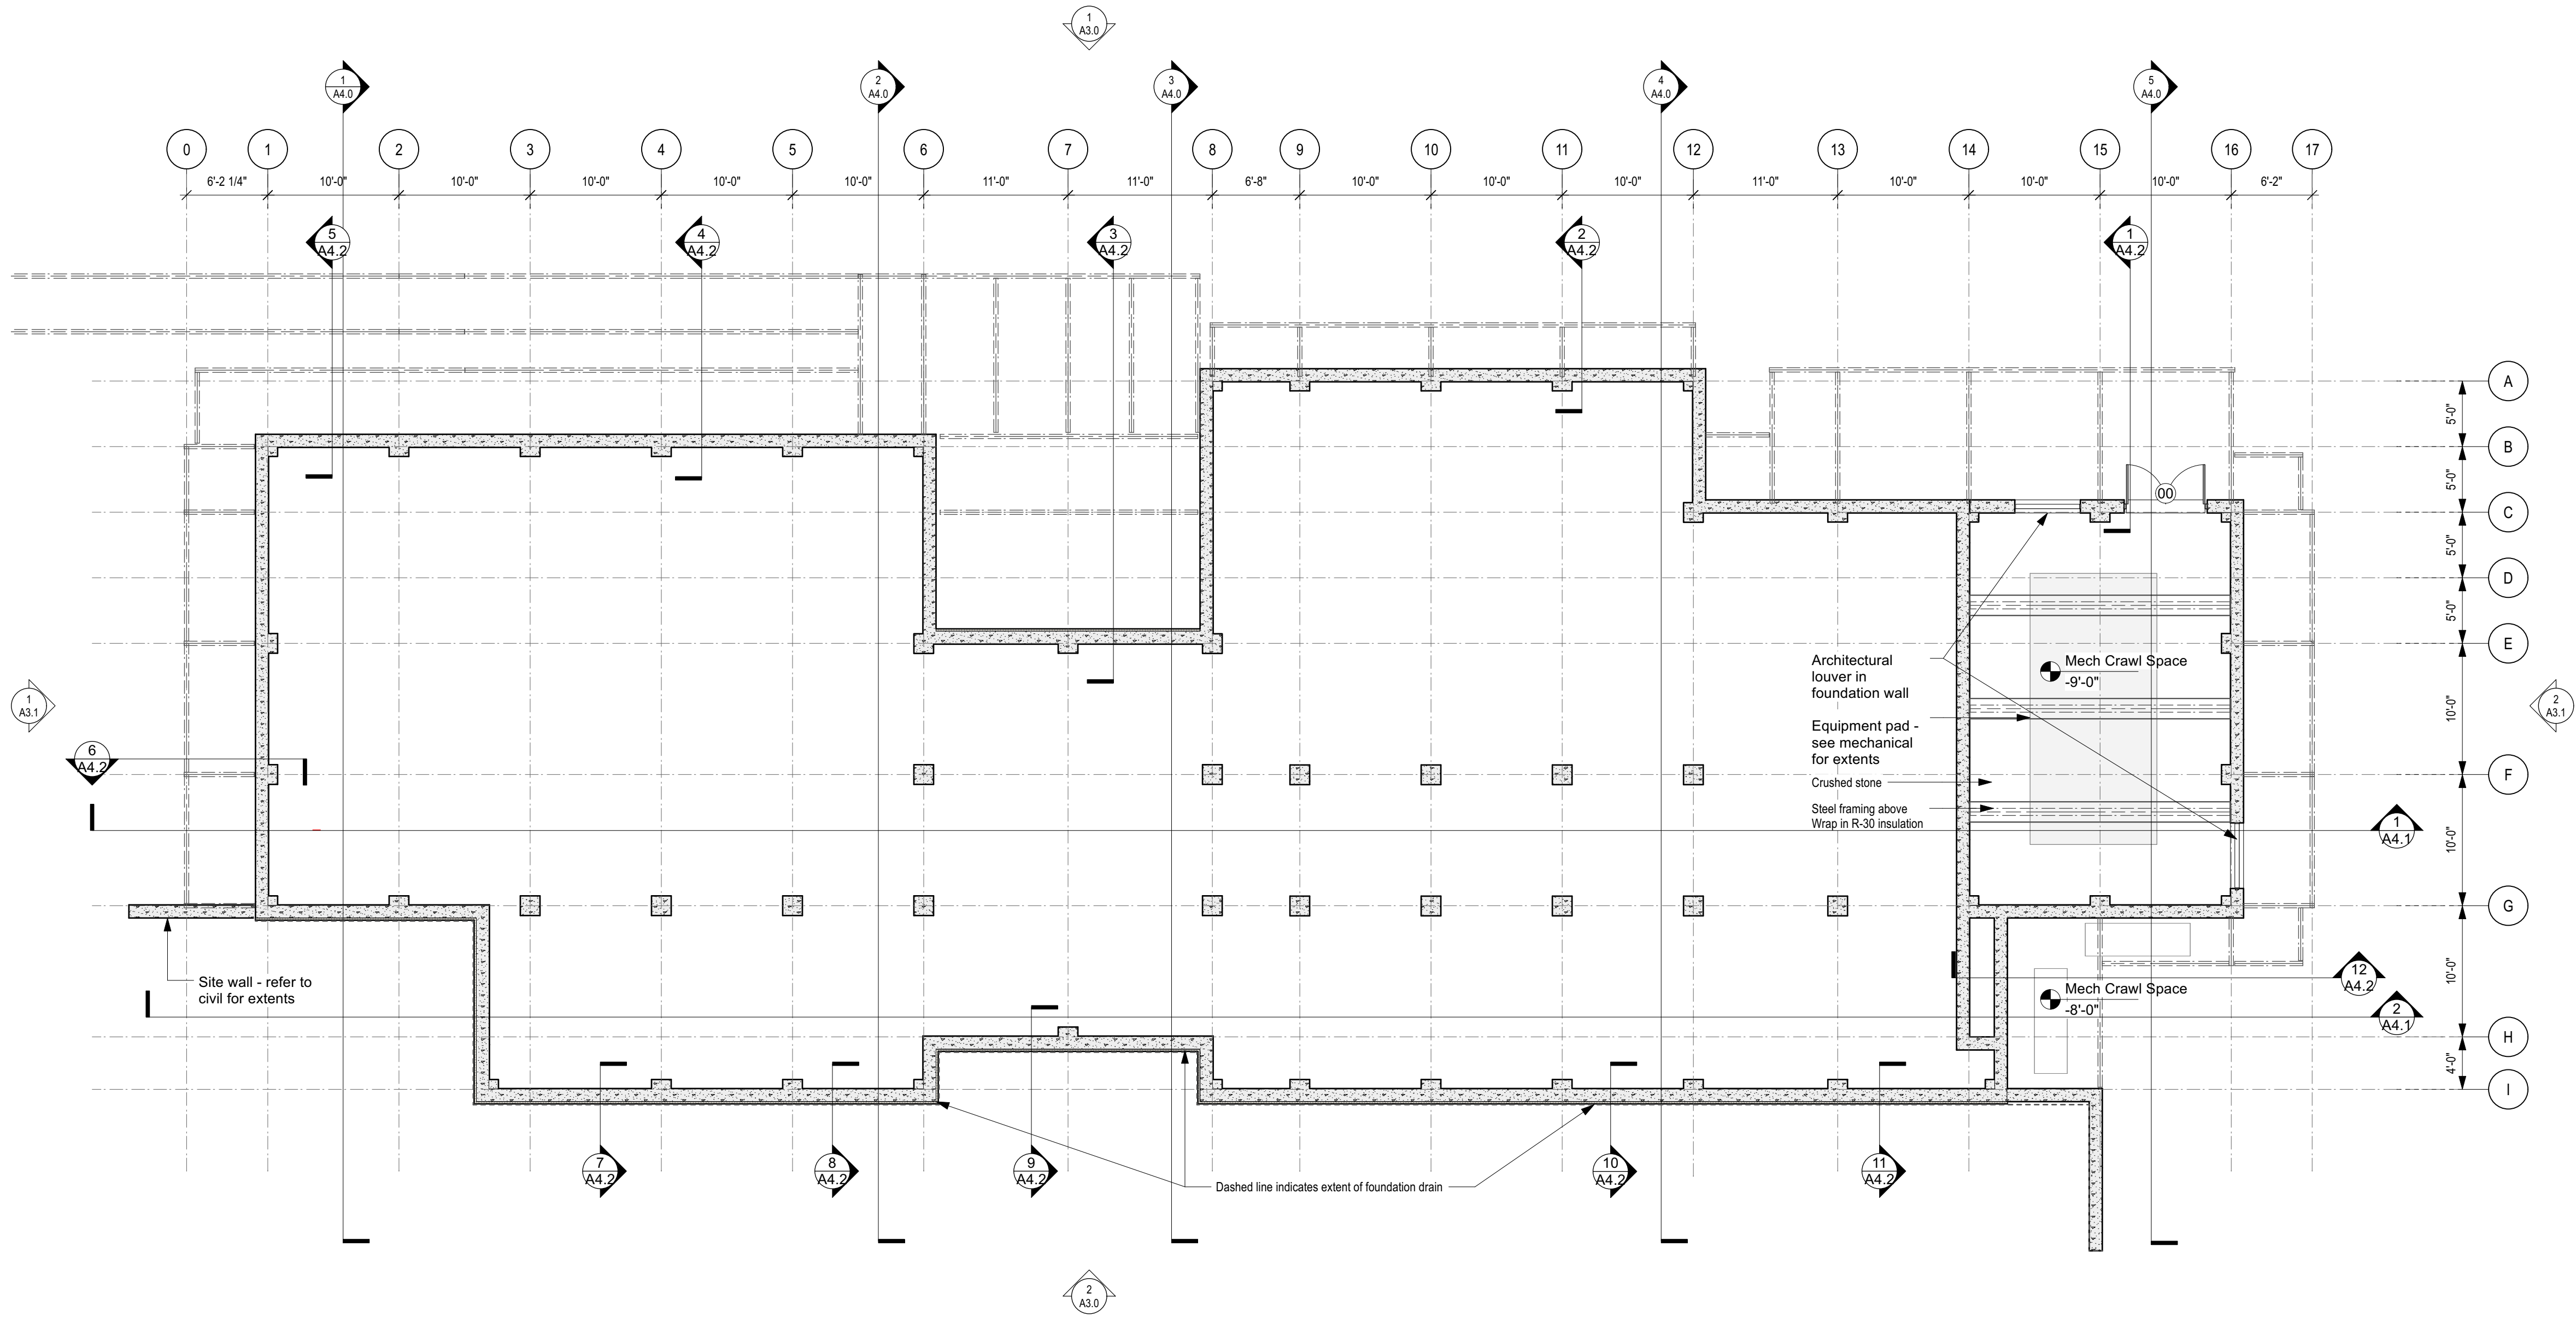 1
A3.0
1
A4.0
2
A4.0
3
A4.0
4
A4.0
5
A4.0
0 1 2 3 4 5 6 7 8 9 10 11 12 13 14 15 16 17
6'-2 1/4" 10'-0" 10'-0" 10'-0" 10'-0" 10'-0" 11'-0" 11'-0" 6'-8" 10'-0" 10'-0" 10'-0" 11'-0" 10'-0" 10'-0" 10'-0" 6'-2"
5
A4.2
4
A4.2
3
A4.2
2
A4.2
1
A4.2
A
5'-0"
B
5'-0"
00
C
5'-0"
D
5'-0"
E
Architectural
louver in
foundation wall
Mech Crawl Space
-9'-0"
10'-0"
1
A3.1
2
A3.1
Equipment pad -
see mechanical
for extents
6
A4.2
F
Crushed stone
Steel framing above
Wrap in R-30 insulation
1
A4.1
10'-0"
G
Site wall - refer to
civil for extents
10'-0"
12
A4.2
Mech Crawl Space
-8'-0"
2
A4.1
H
4'-0"
I
7
A4.2
8
A4.2
9
A4.2
10
A4.2
11
A4.2
Dashed line indicates extent of foundation drain
2
A3.0